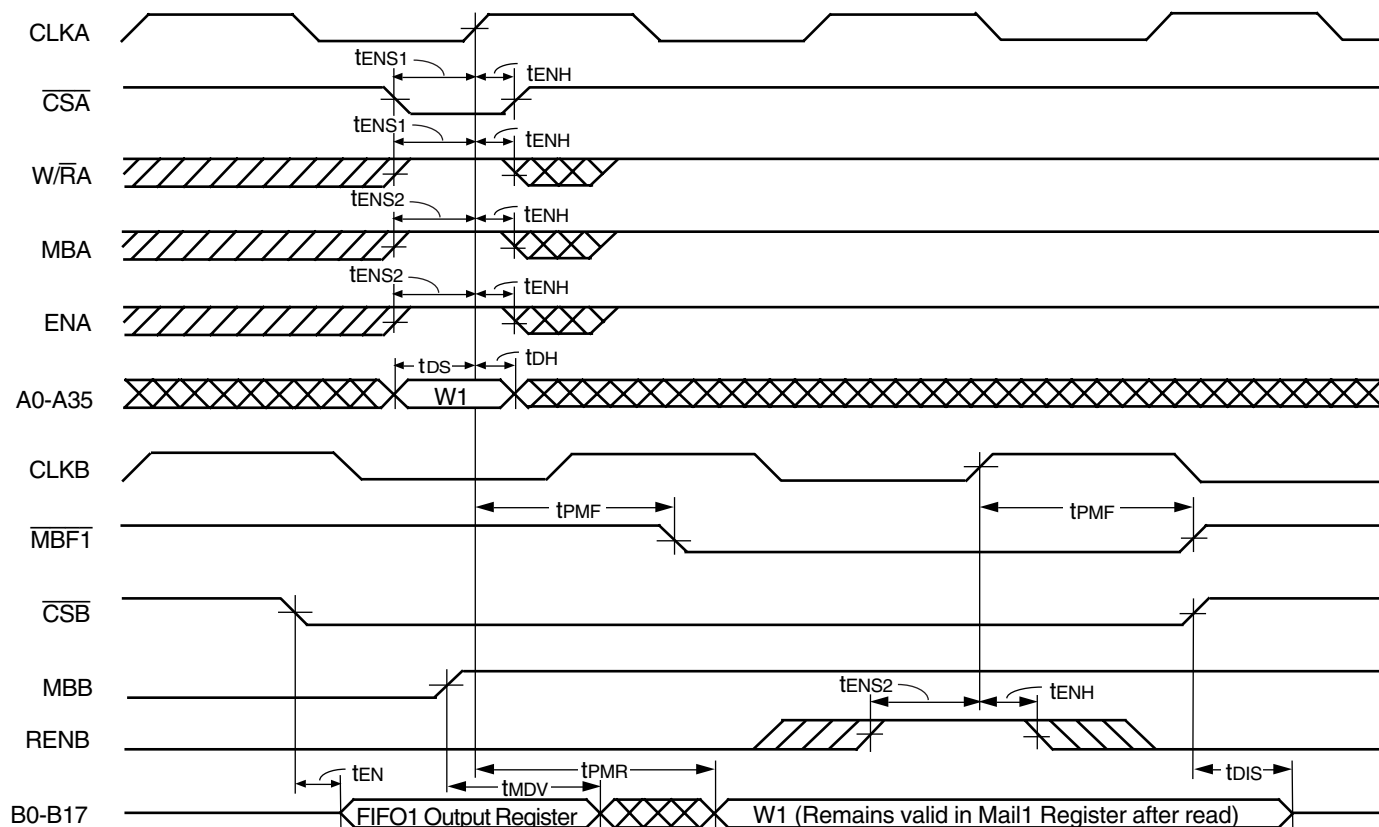 CLKA
tENS1 tENH
CSA
tENS1 tENH
W/RA
tENS2 tENH
MBA
tENS2 tENH
ENA
tDS tDH
A0-A35 W1
CLKB
tPMF tPMF
MBF1
CSB
MBB
tENS2 tENH
RENB
tEN tMDV tPMR tDIS
B0-B17 FIFO1 Output Register W1 (Remains valid in Mail1 Register after read)